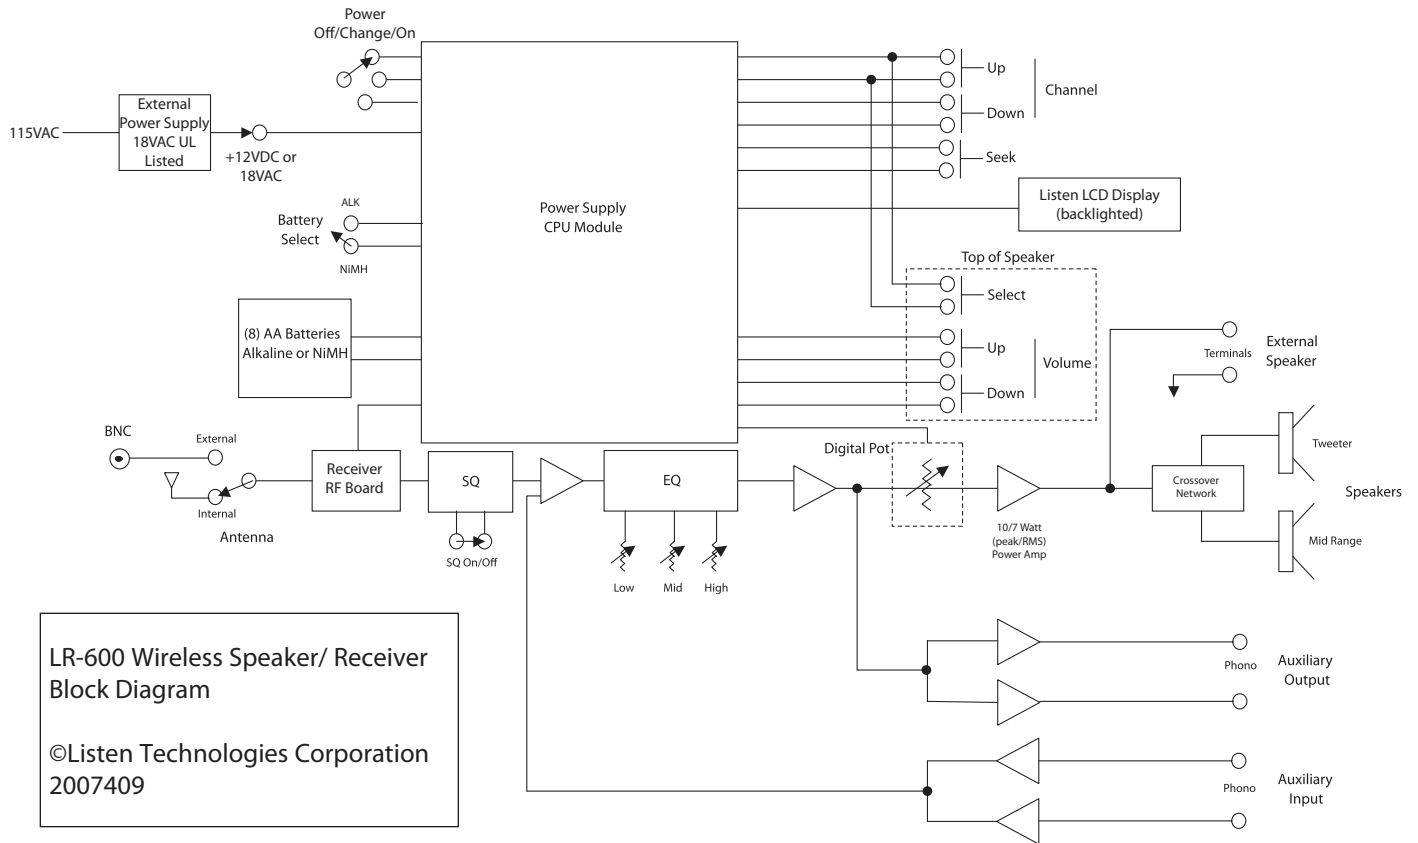 Power
Off/Change/On
External
Power Supply
18VAC UL
Listed
115VAC
+12VDC or
18VAC
ALK
Battery
Select
NiMH
(8) AA Batteries
Alkaline or NiMH
Power Supply
CPU Module
Up
Down
Channel
Seek
Listen LCD Display
(backlighted)
Top of Speaker
Select
Up
Down
Volume
Terminals
External
Speaker
BNC
External
Internal
Antenna
Receiver
RF Board
SQ
SQ On/Off
EQ
Low
Mid
High
Digital Pot
10/7 Watt
(peak/RMS)
Power Amp
Crossover
Network
Tweeter
Mid Range
Speakers
Phono
Auxiliary
Output
Phono
Auxiliary
Input
LR-600 Wireless Speaker/ Receiver
Block Diagram
©Listen Technologies Corporation
2007409